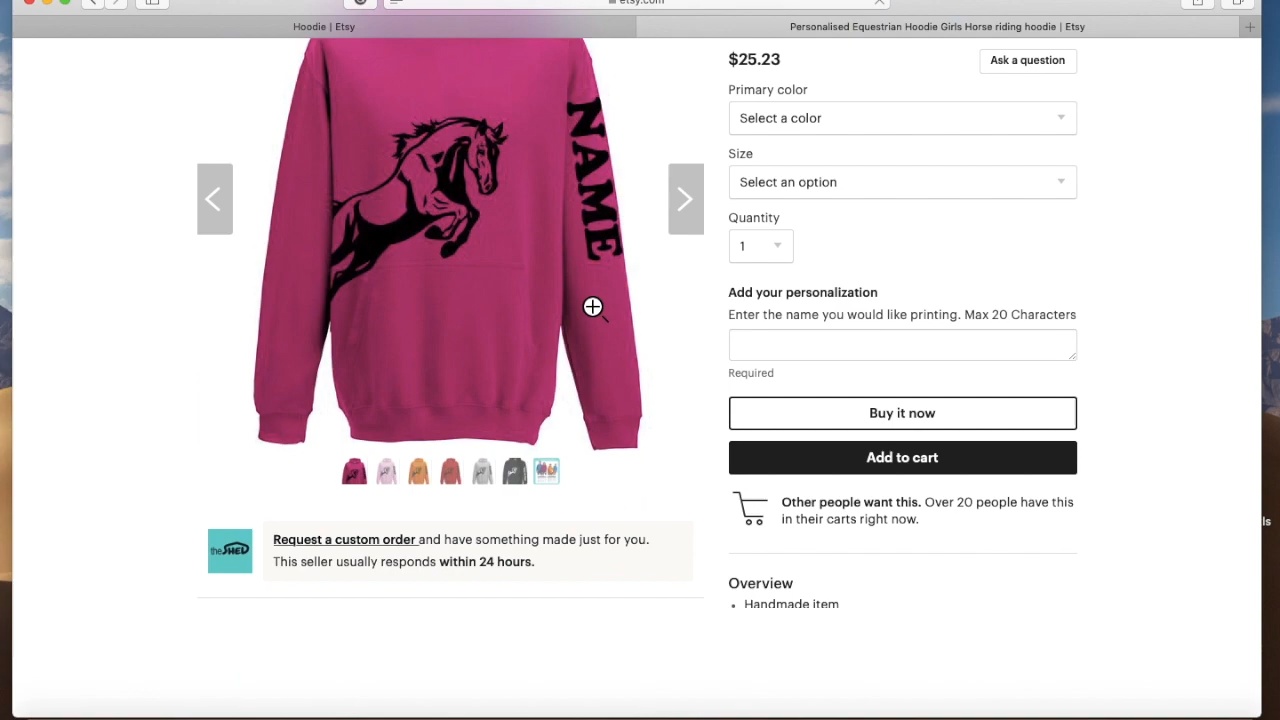 etsy.com
Hoodie | Etsy
Personalised Equestrian Hoodie Girls Horse riding hoodie | Etsy
NAME
$25.23
Ask a question
Primary color
Select a color
Size
Select an option
Quantity
1
Add your personalization
Enter the name you would like printing. Max 20 Characters
Required
Buy it now
Add to cart
Other people want this. Over 20 people have this
in their carts right now.
theSHED
Request a custom order and have something made just for you.
This seller usually responds within 24 hours.
Overview
• Handmade item